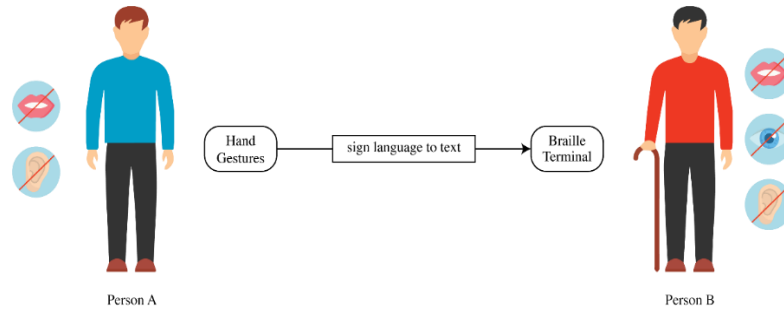 Hand
Gestures
sign language to text
Braille
Terminal
Person A
Person B